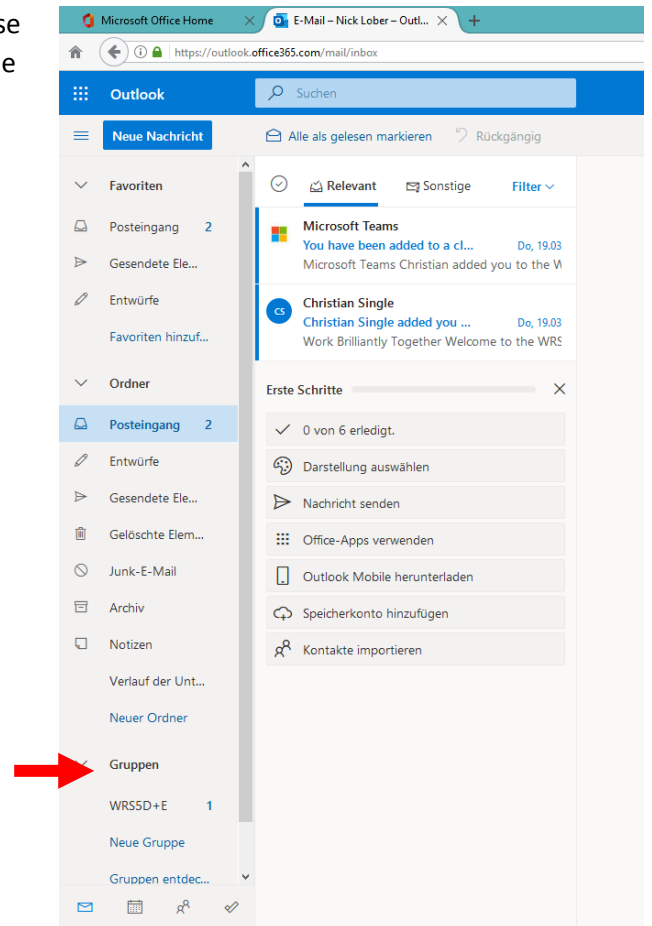 se
e
Microsoft Office Home
E-Mail – Nick Lober – Outl...
https://outlook.office365.com/mail/inbox
Outlook
Suchen
Neue Nachricht
Alle als gelesen markieren
Rückgängig
Favoriten
Posteingang 2
Gesendete Ele...
Entwürfe
Favoriten hinzuf...
Ordner
Posteingang 2
Entwürfe
Gesendete Ele...
Gelöschte Elem...
Junk-E-Mail
Archiv
Notizen
Verlauf der Unt...
Neuer Ordner
Gruppen
WRS5D+E 1
Neue Gruppe
Gruppen entdec...
Relevant
Sonstige
Filter
Microsoft Teams
You have been added to a cl... Do, 19.03
Microsoft Teams Christian added you to the W
CS
Christian Single
Christian Single added you ... Do, 19.03
Work Brilliantly Together Welcome to the WRS
Erste Schritte
0 von 6 erledigt.
Darstellung auswählen
Nachricht senden
Office-Apps verwenden
Outlook Mobile herunterladen
Speicherkonto hinzufügen
Kontakte importieren